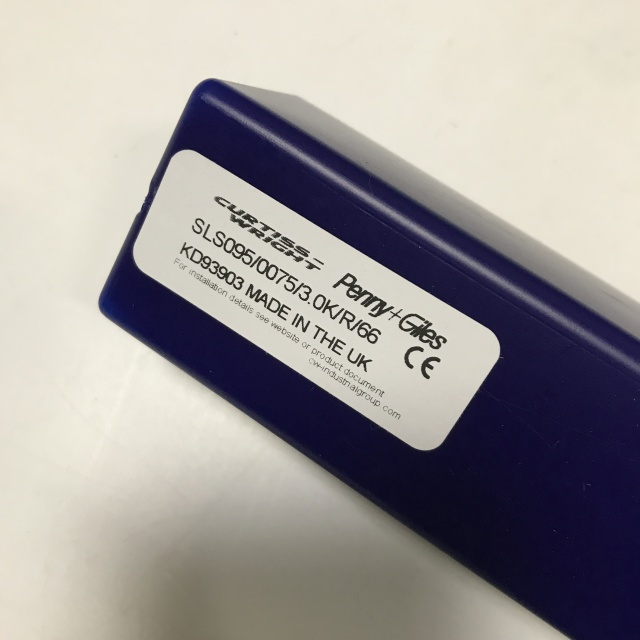 CURTISS-
WRIGHT
Penny+Giles
SLS095/0075/3.0K/R/66
KD93903 MADE IN THE UK
CE
For installation details see website or product document
cw-industrialgroup.com